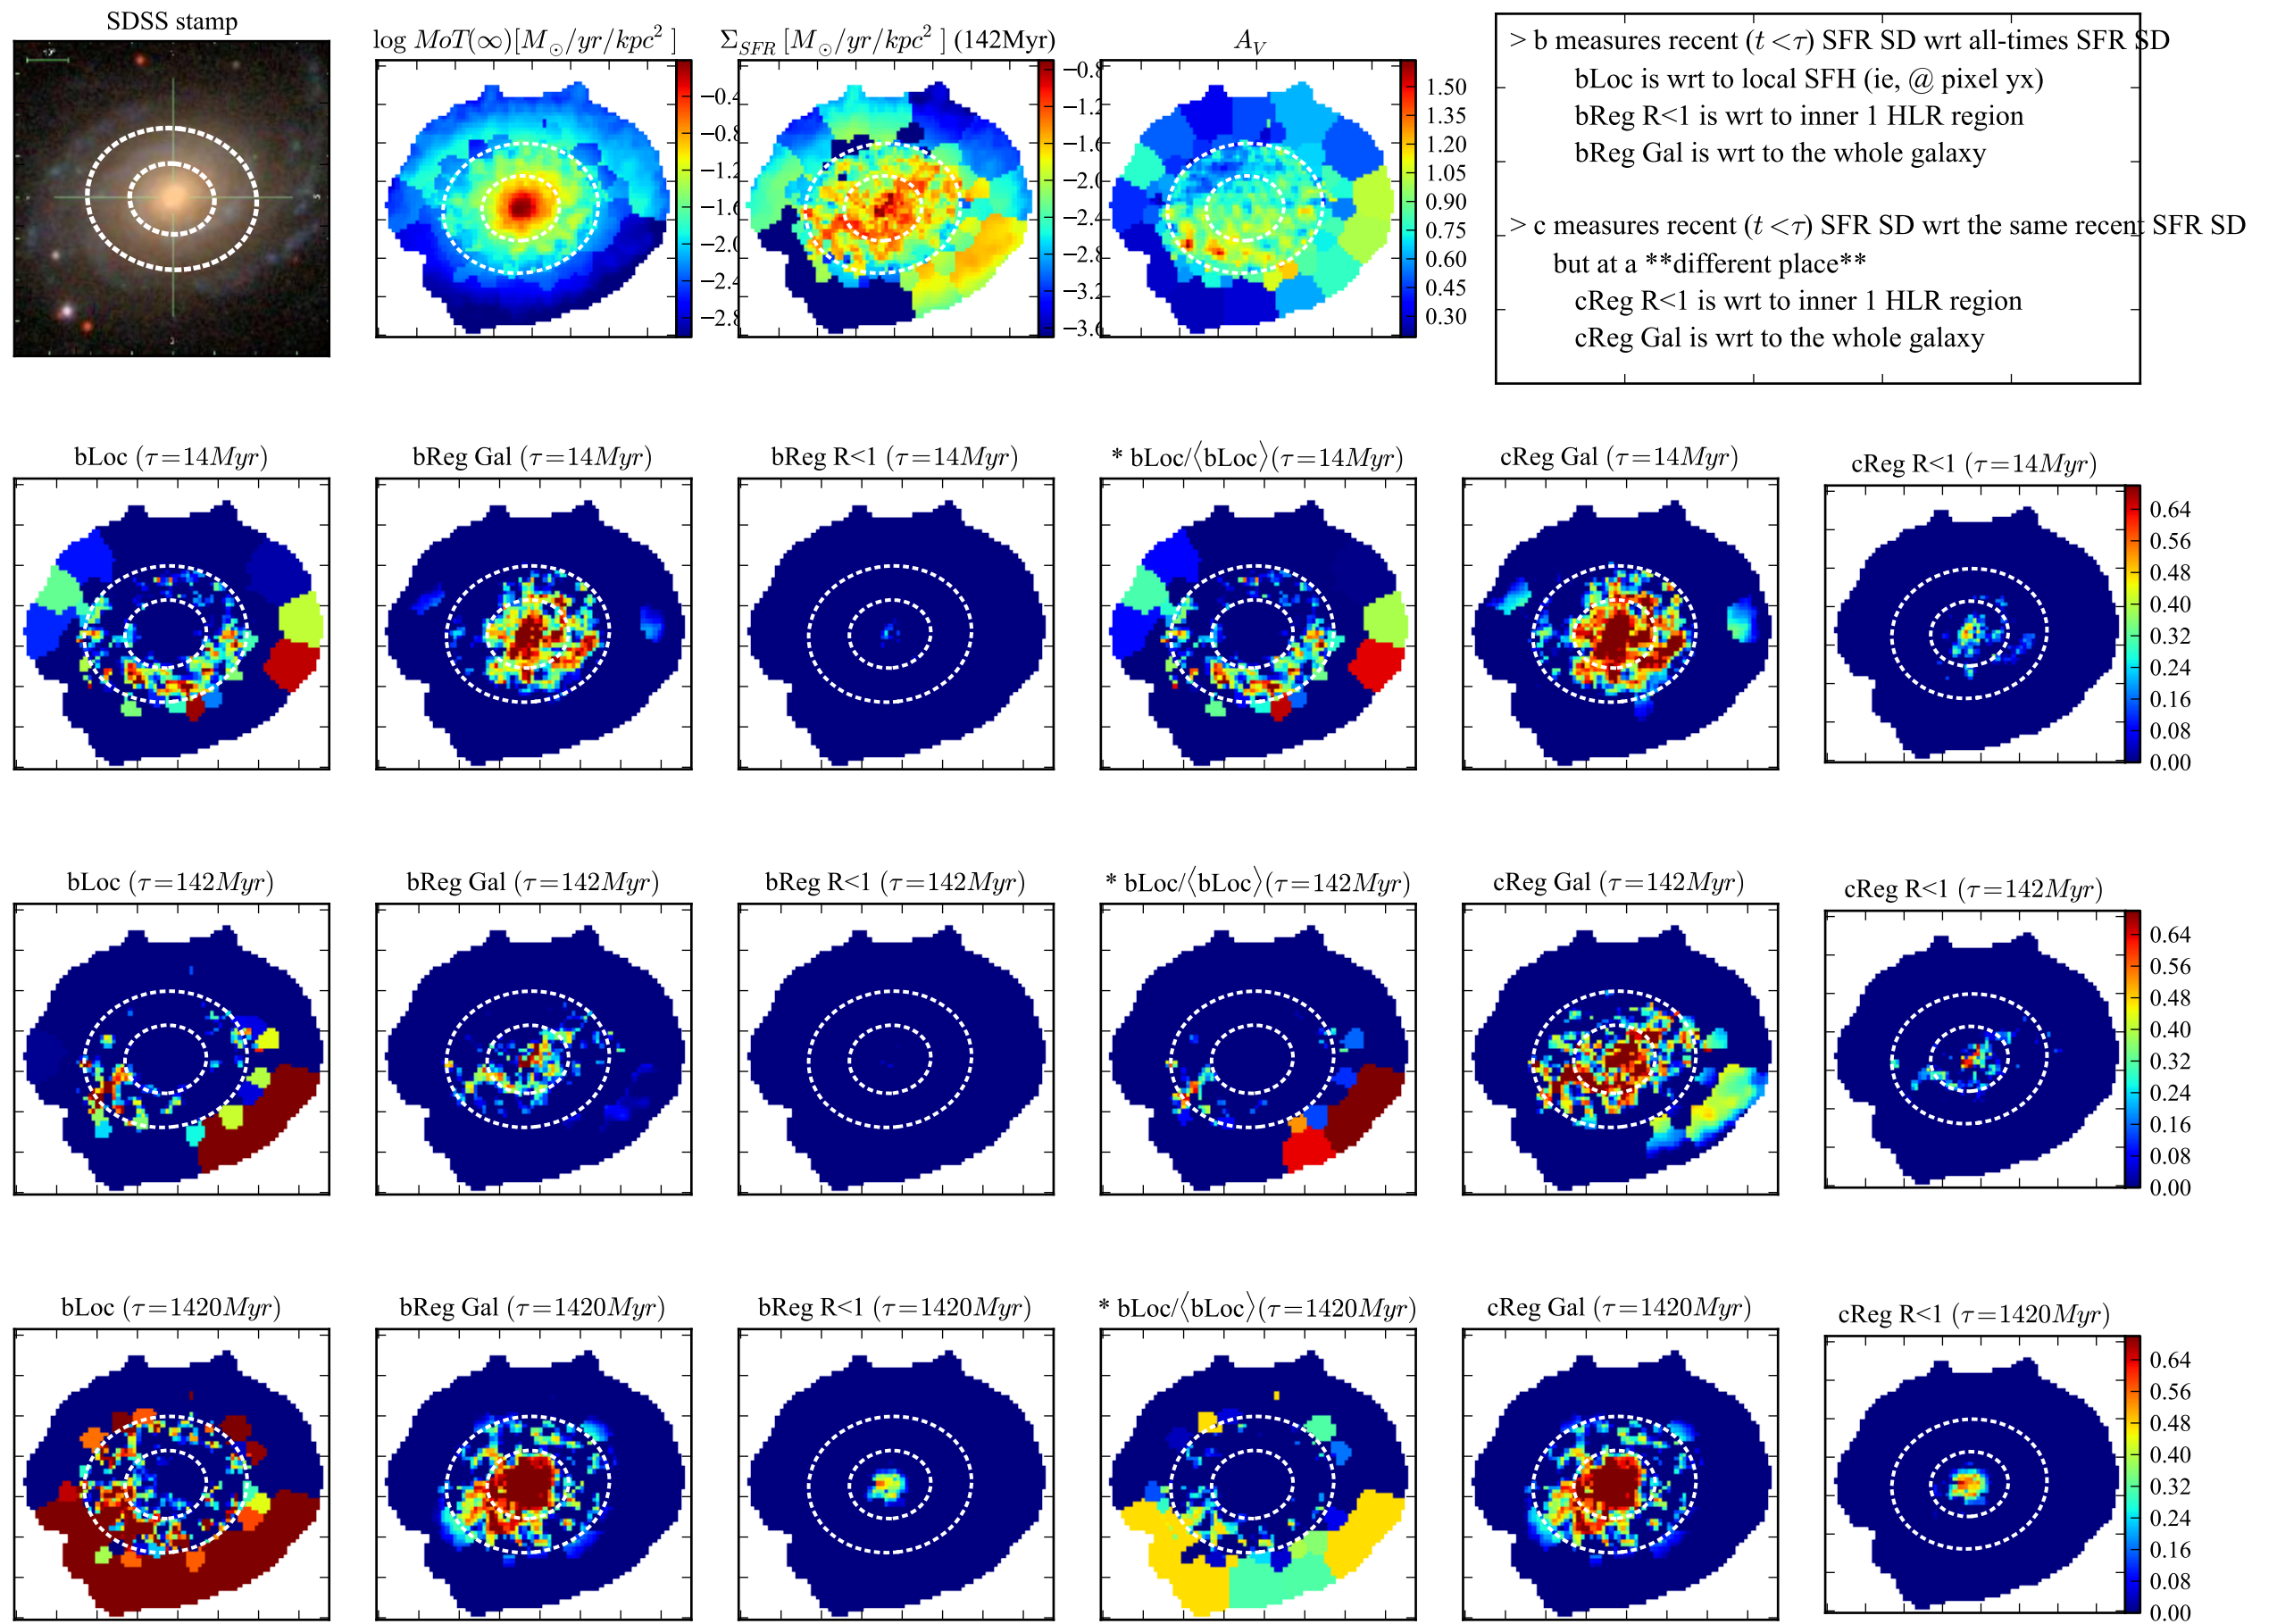 SDSS stamp
log MoT(∞)[M⊙/yr/kpc² ]
Σ_SFR [M⊙/yr/kpc² ] (142Myr)
A_V
−0.4
−0.8
−1.2
−1.6
−2.0
−2.4
−2.8
−0.8
−1.2
−1.6
−2.0
−2.4
−2.8
−3.2
−3.6
1.50
1.35
1.20
1.05
0.90
0.75
0.60
0.45
0.30
> b measures recent (t <τ) SFR SD wrt all-times SFR SD
bLoc is wrt to local SFH (ie, @ pixel yx)
bReg R<1 is wrt to inner 1 HLR region
bReg Gal is wrt to the whole galaxy
> c measures recent (t <τ) SFR SD wrt the same recent SFR SD
but at a **different place**
cReg R<1 is wrt to inner 1 HLR region
cReg Gal is wrt to the whole galaxy
bLoc (τ=14Myr)
bReg Gal (τ=14Myr)
bReg R<1 (τ=14Myr)
* bLoc/⟨bLoc⟩(τ=14Myr)
cReg Gal (τ=14Myr)
cReg R<1 (τ=14Myr)
0.64
0.56
0.48
0.40
0.32
0.24
0.16
0.08
0.00
bLoc (τ=142Myr)
bReg Gal (τ=142Myr)
bReg R<1 (τ=142Myr)
* bLoc/⟨bLoc⟩(τ=142Myr)
cReg Gal (τ=142Myr)
cReg R<1 (τ=142Myr)
0.64
0.56
0.48
0.40
0.32
0.24
0.16
0.08
0.00
bLoc (τ=1420Myr)
bReg Gal (τ=1420Myr)
bReg R<1 (τ=1420Myr)
* bLoc/⟨bLoc⟩(τ=1420Myr)
cReg Gal (τ=1420Myr)
cReg R<1 (τ=1420Myr)
0.64
0.56
0.48
0.40
0.32
0.24
0.16
0.08
0.00